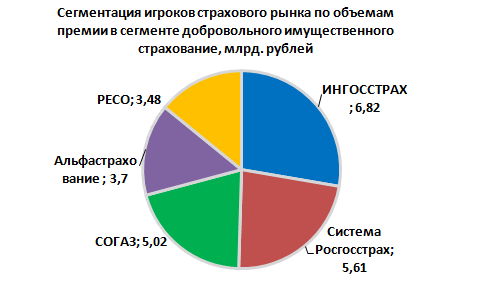 Сегментация игроков страхового рынка по объемам
премии в сегменте добровольного имущественного
страхование, млрд. рублей
РЕСО; 3,48
ИНГОССТРАХ
; 6,82
Альфастрахо
вание ; 3,7
СОГАЗ; 5,02
Система
Росгосстрах;
5,61